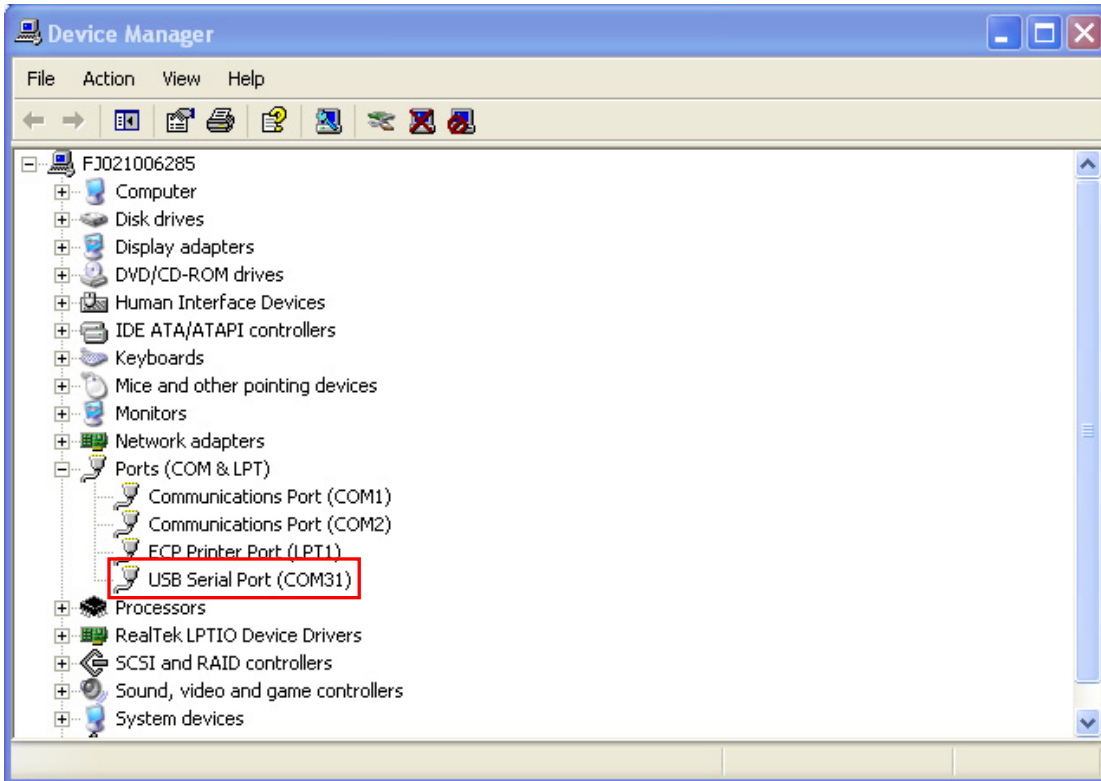 Device Manager
File Action View Help
FJ021006285
Computer
Disk drives
Display adapters
DVD/CD-ROM drives
Human Interface Devices
IDE ATA/ATAPI controllers
Keyboards
Mice and other pointing devices
Monitors
Network adapters
Ports (COM & LPT)
Communications Port (COM1)
Communications Port (COM2)
ECP Printer Port (LPT1)
USB Serial Port (COM31)
Processors
RealTek LPTIO Device Drivers
SCSI and RAID controllers
Sound, video and game controllers
System devices